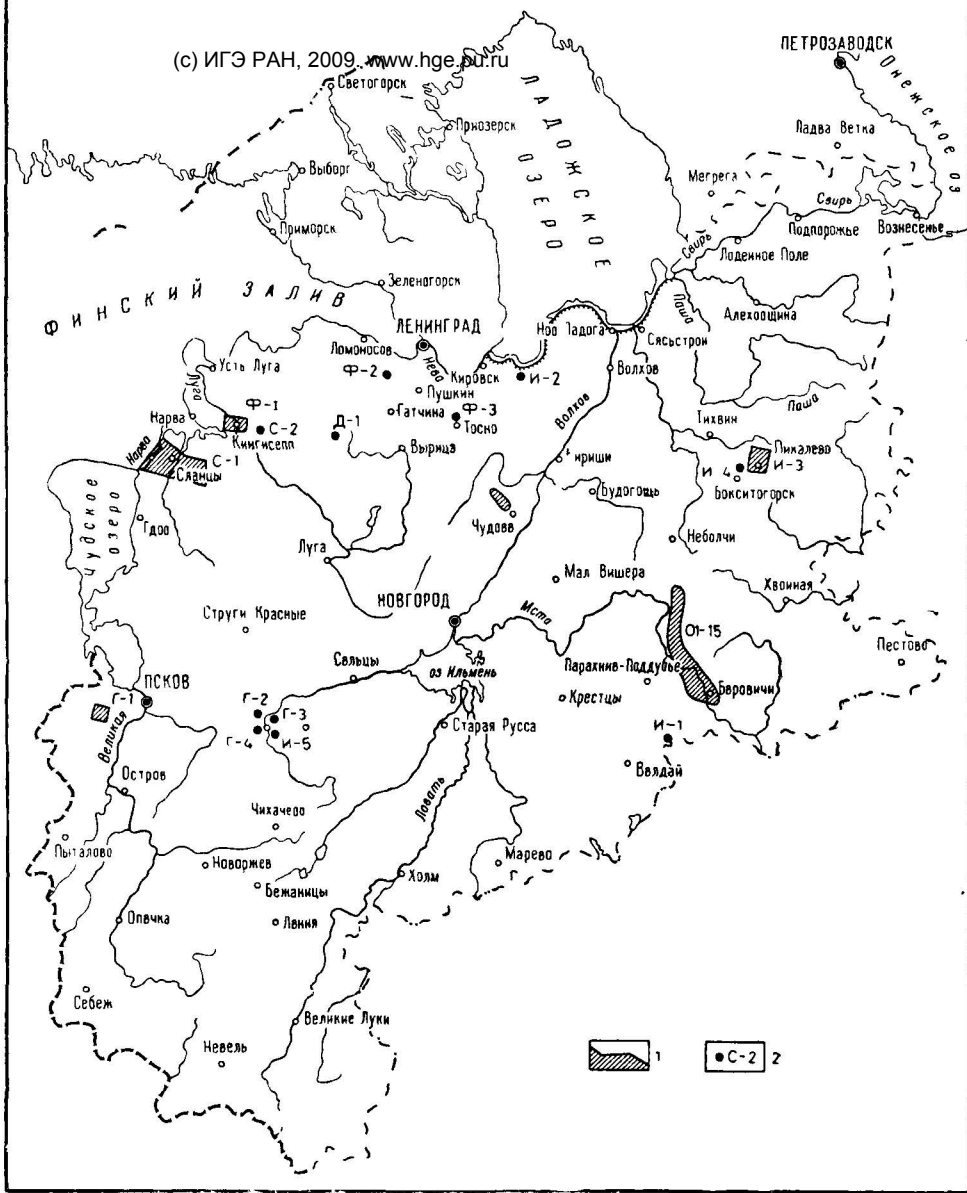 (с) ИГЭ РАН, 2009. www.hge.pu.ru
ПЕТРОЗАВОДСК
Онежское оз
Светогорск
Приозерск
ЛАДОЖСКОЕ ОЗЕРО
Ладва Ветка
Выборг
Мегрега
Свирь
Приморск
Подпорожье
Вознесенье
Свирь
Лодейное Поле
Зеленогорск
ФИНСКИЙ ЗАЛИВ
Паша
ЛЕНИНГРАД
Алеховщина
Ломоносов
Нева
Нов Ладога
Сясьстрой
Усть Луга
Ф-2
Кировск
И-2
Волхов
Луга
Пушкин
Волхов
Паша
Нарва
Ф-1
Гатчина
Ф-3
Тихвин
С-2
Д-1
Тосно
Кингисепп
Пикалево
Нарва
С-1
Вырица
Кириши
И-3
Сланцы
И 4
Будогощь
Бокситогорск
Чудское озеро
Чудово
Гдов
Неболчи
Луга
Мал Вишера
Хвойная
НОВГОРОД
Струги Красные
Мста
О1-15
Пестово
Сольцы
оз Ильмень
Парахино-Поддубье
ПСКОВ
Боровичи
Г-1
Г-2
Г-3
Крестцы
Великая
Г-4
И-5
Старая Русса
И-1
Валдай
Остров
Ловать
Чихачево
Пыталово
Новоржев
Холм
Марево
Бежаницы
Опочка
Локня
Себеж
Великие Луки
Невель
1
С-2
2